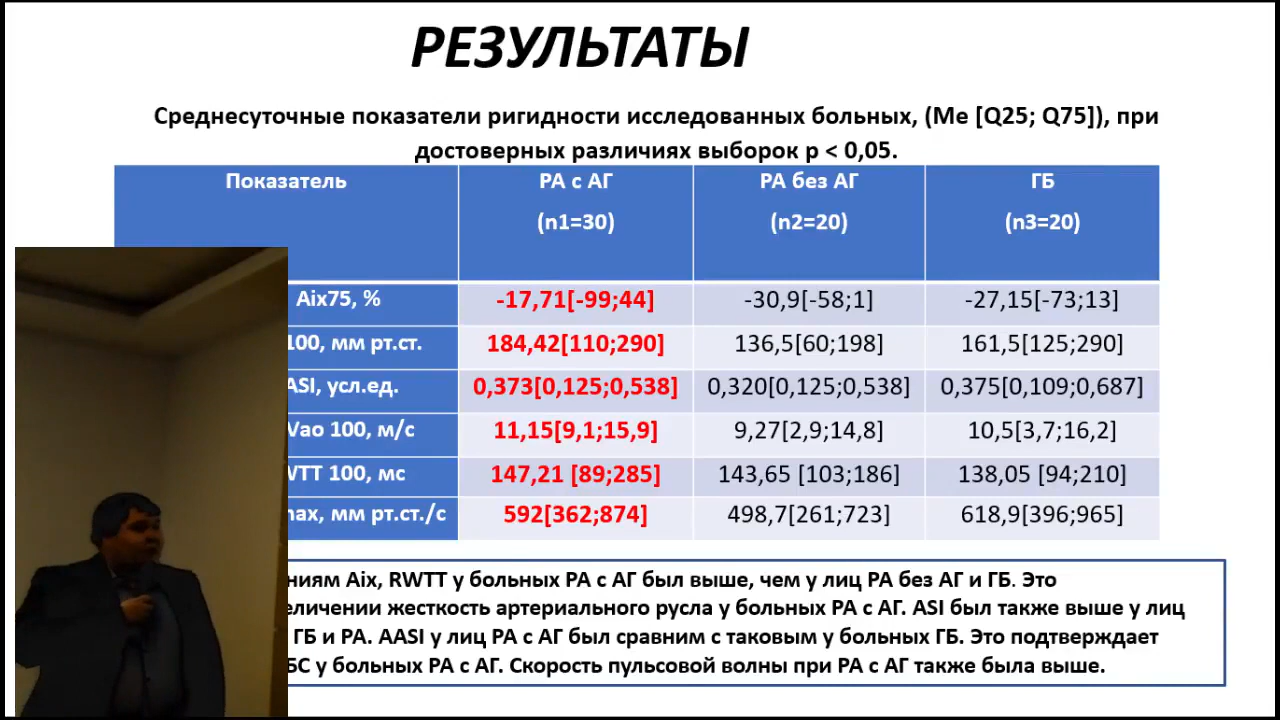 РЕЗУЛЬТАТЫ
Среднесуточные показатели ригидности исследованных больных, (Ме [Q25; Q75]), при
достоверных различиях выборок р < 0,05.
Показатель РА с АГ (n1=30) РА без АГ (n2=20) ГБ (n3=20)
Aix75, % -17,71[-99;44] -30,9[-58;1] -27,15[-73;13]
100, мм рт.ст. 184,42[110;290] 136,5[60;198] 161,5[125;290]
ASI, усл.ед. 0,373[0,125;0,538] 0,320[0,125;0,538] 0,375[0,109;0,687]
100, м/с 11,15[9,1;15,9] 9,27[2,9;14,8] 10,5[3,7;16,2]
100, мс 147,21 [89;285] 143,65 [103;186] 138,05 [94;210]
мм рт.ст./с 592[362;874] 498,7[261;723] 618,9[396;965]
Aix, RWTT у больных РА с АГ был выше, чем у лиц РА без АГ и ГБ. Это
жесткость артериального русла у больных РА с АГ. ASI был также выше у лиц
ГБ и РА. AASI у лиц РА с АГ был сравним с таковым у больных ГБ. Это подтверждает
у больных РА с АГ. Скорость пульсовой волны при РА с АГ также была выше.